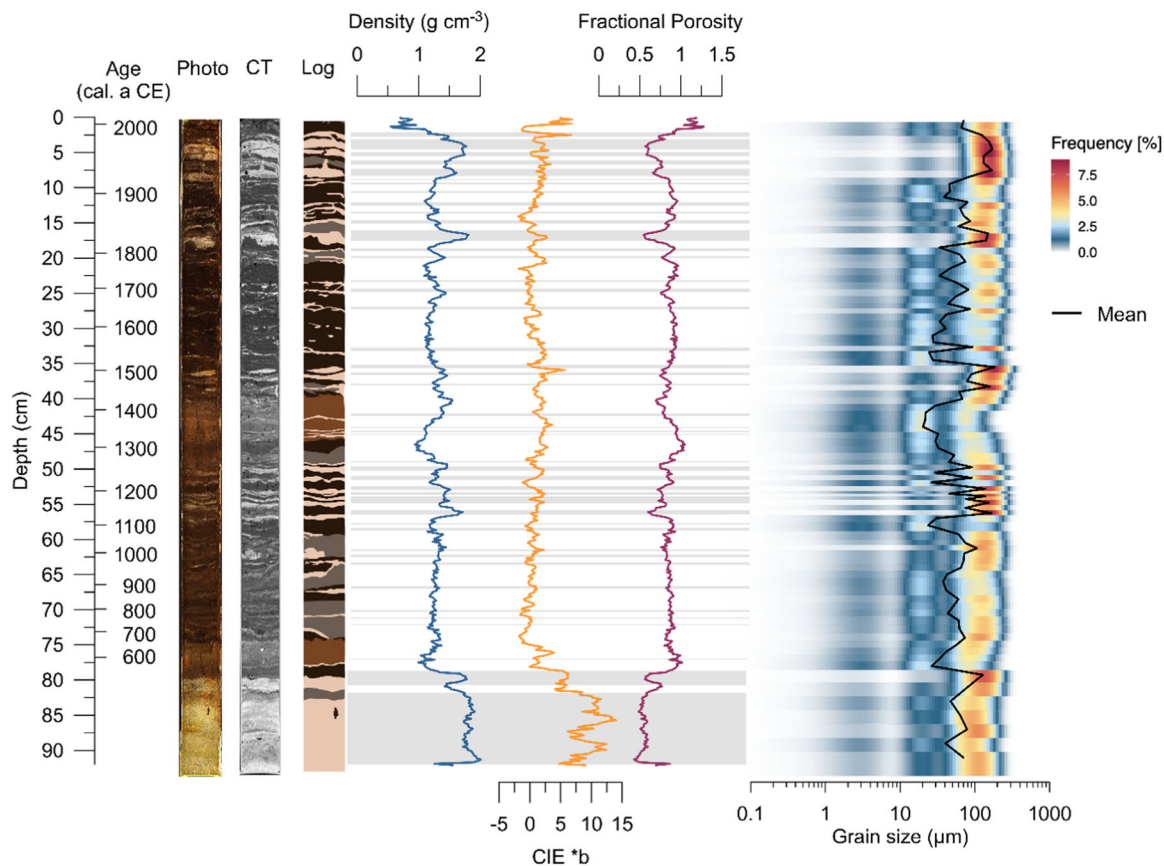 Density (g cm-3)
0 1 2
Fractional Porosity
0 0.5 1 1.5
Age
(cal. a CE)
Photo CT Log
0
5
10
15
20
25
30
35
40
45
50
55
60
65
70
75
80
85
90
Depth (cm)
2000
1900
1800
1700
1600
1500
1400
1300
1200
1100
1000
900
800
700
600
Frequency [%]
7.5
5.0
2.5
0.0
Mean
-5 0 5 10 15
CIE *b
0.1 1 10 100 1000
Grain size (µm)